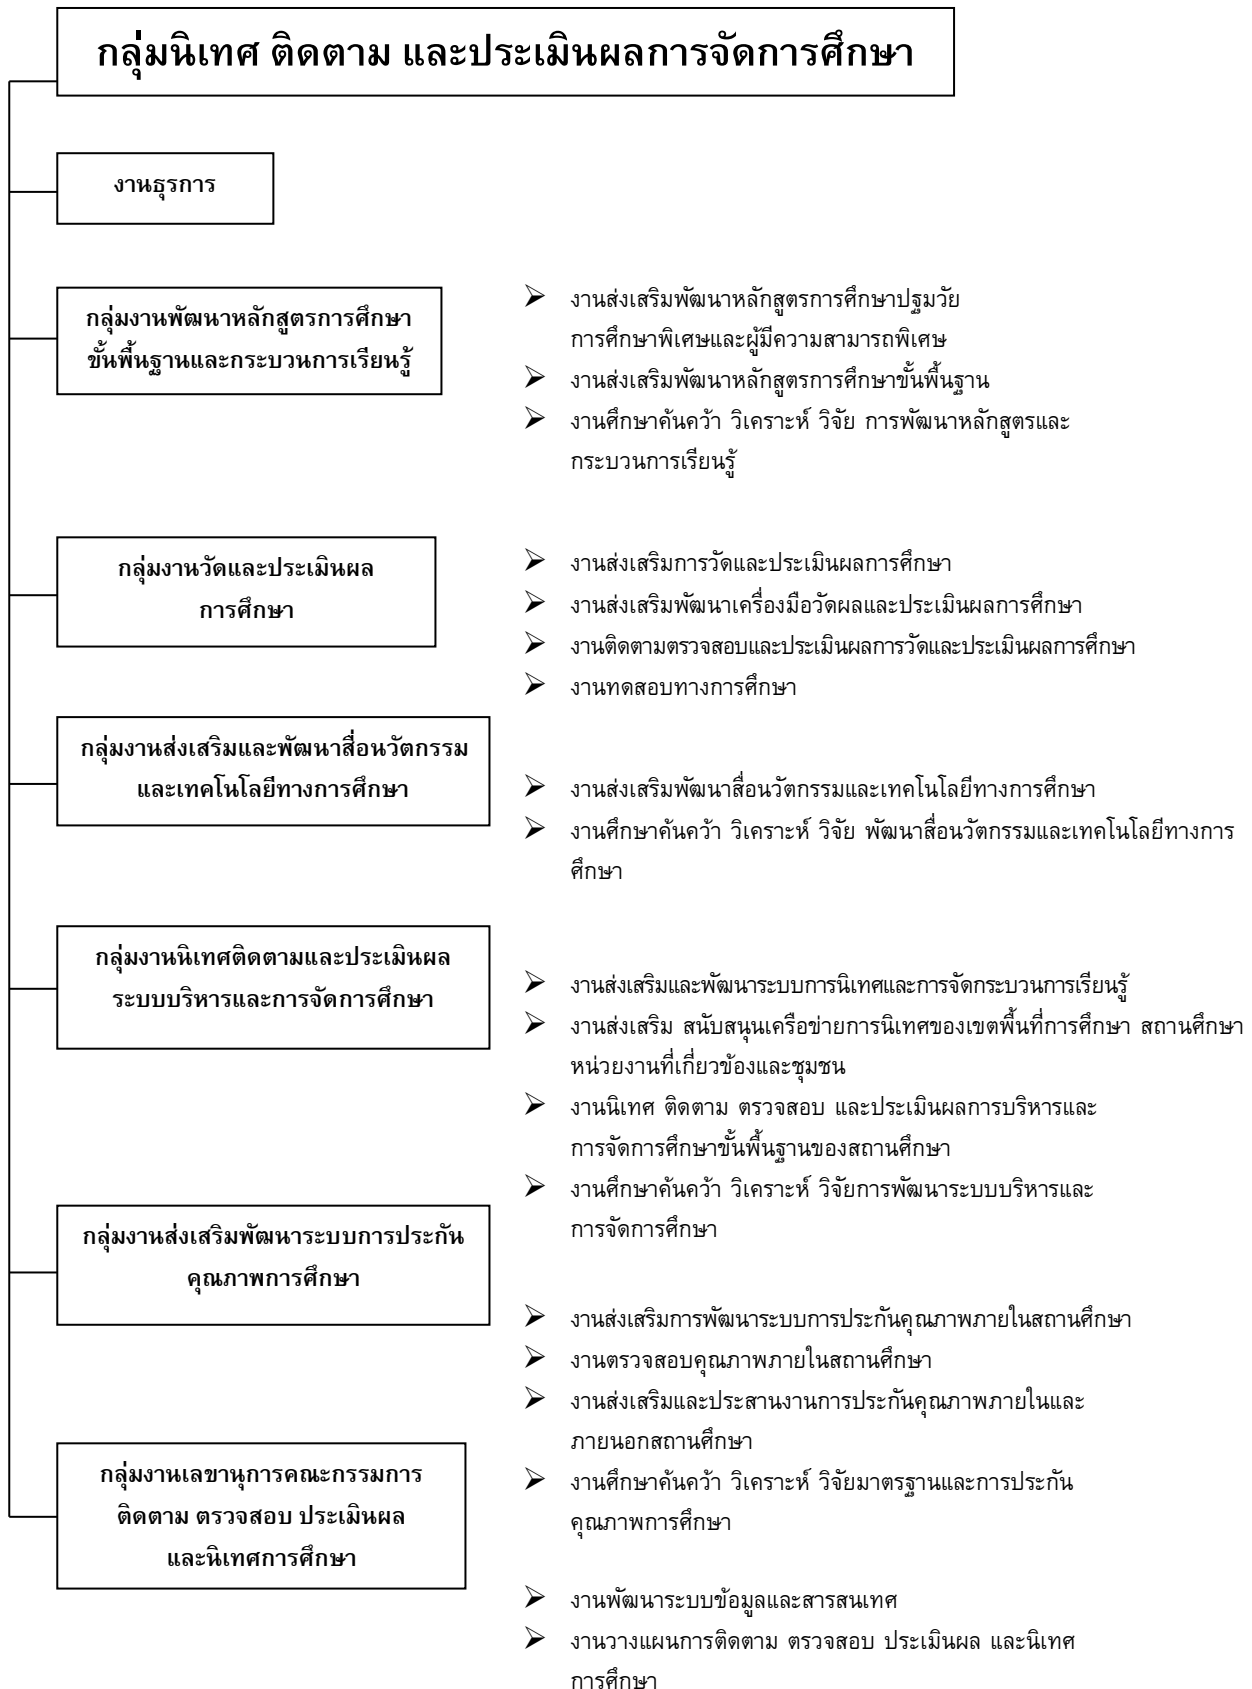 กลุ่มนิเทศ ติดตาม และประเมินผลการจัดการศึกษา
งานธุรการ
กลุ่มงานพัฒนาหลักสูตรการศึกษา
ขั้นพื้นฐานและกระบวนการเรียนรู้
➢ งานส่งเสริมพัฒนาหลักสูตรการศึกษาปฐมวัย
การศึกษาพิเศษและผู้มีความสามารถพิเศษ
➢ งานส่งเสริมพัฒนาหลักสูตรการศึกษาขั้นพื้นฐาน
➢ งานศึกษาค้นคว้า วิเคราะห์ วิจัย การพัฒนาหลักสูตรและ
กระบวนการเรียนรู้
กลุ่มงานวัดและประเมินผล
การศึกษา
➢ งานส่งเสริมการวัดและประเมินผลการศึกษา
➢ งานส่งเสริมพัฒนาเครื่องมือวัดผลและประเมินผลการศึกษา
➢ งานติดตามตรวจสอบและประเมินผลการวัดและประเมินผลการศึกษา
➢ งานทดสอบทางการศึกษา
กลุ่มงานส่งเสริมและพัฒนาสื่อนวัตกรรม
และเทคโนโลยีทางการศึกษา
➢ งานส่งเสริมพัฒนาสื่อนวัตกรรมและเทคโนโลยีทางการศึกษา
➢ งานศึกษาค้นคว้า วิเคราะห์ วิจัย พัฒนาสื่อนวัตกรรมและเทคโนโลยีทางการ
ศึกษา
กลุ่มงานนิเทศติดตามและประเมินผล
ระบบบริหารและการจัดการศึกษา
➢ งานส่งเสริมและพัฒนาระบบการนิเทศและการจัดกระบวนการเรียนรู้
➢ งานส่งเสริม สนับสนุนเครือข่ายการนิเทศของเขตพื้นที่การศึกษา สถานศึกษา
หน่วยงานที่เกี่ยวข้องและชุมชน
➢ งานนิเทศ ติดตาม ตรวจสอบ และประเมินผลการบริหารและ
การจัดการศึกษาขั้นพื้นฐานของสถานศึกษา
➢ งานศึกษาค้นคว้า วิเคราะห์ วิจัยการพัฒนาระบบบริหารและ
การจัดการศึกษา
กลุ่มงานส่งเสริมพัฒนาระบบการประกัน
คุณภาพการศึกษา
➢ งานส่งเสริมการพัฒนาระบบการประกันคุณภาพภายในสถานศึกษา
➢ งานตรวจสอบคุณภาพภายในสถานศึกษา
➢ งานส่งเสริมและประสานงานการประกันคุณภาพภายในและ
ภายนอกสถานศึกษา
➢ งานศึกษาค้นคว้า วิเคราะห์ วิจัยมาตรฐานและการประกัน
คุณภาพการศึกษา
กลุ่มงานเลขานุการคณะกรรมการ
ติดตาม ตรวจสอบ ประเมินผล
และนิเทศการศึกษา
➢ งานพัฒนาระบบข้อมูลและสารสนเทศ
➢ งานวางแผนการติดตาม ตรวจสอบ ประเมินผล และนิเทศ
การศึกษา